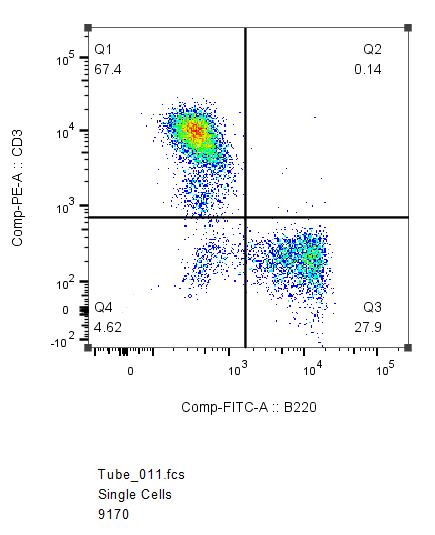 Q1
67.4
Q2
0.14
10^5
10^4
10^3
10^2
0
-10^2
Comp-PE-A :: CD3
Q4
4.62
Q3
27.9
0
10^3
10^4
10^5
Comp-FITC-A :: B220
Tube_011.fcs
Single Cells
9170